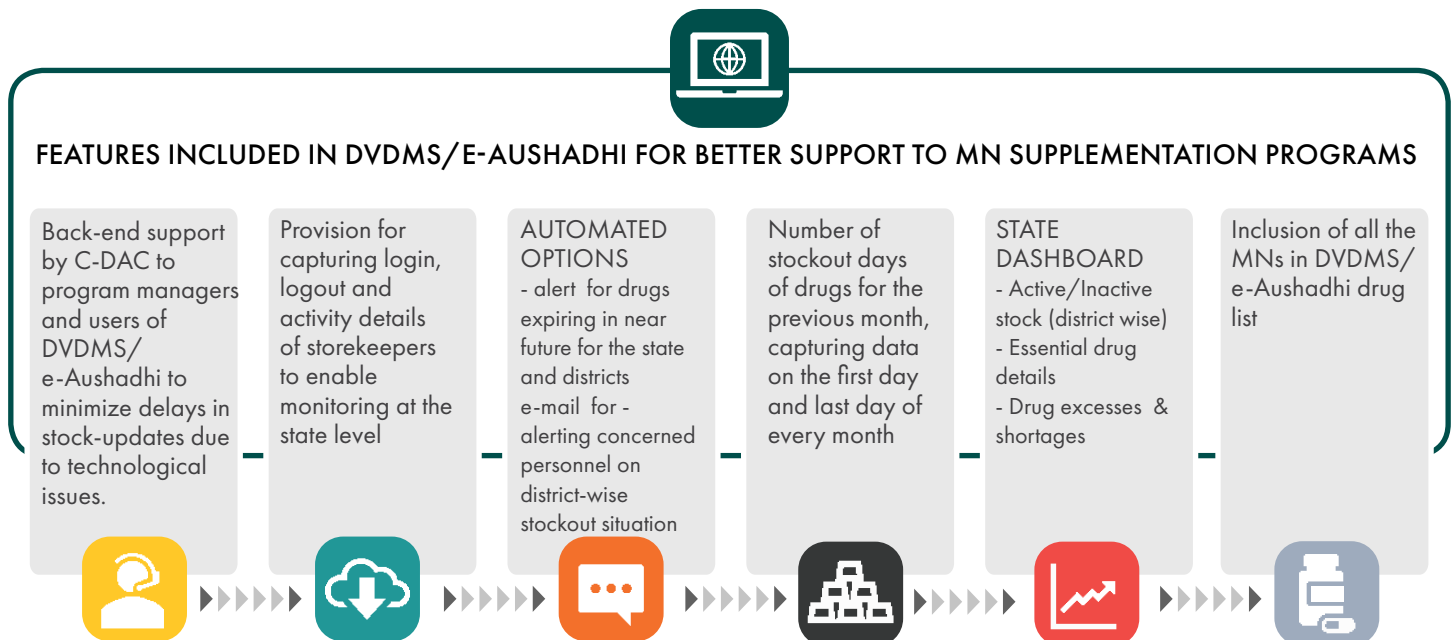 FEATURES INCLUDED IN DVDMS/E-AUSHADHI FOR BETTER SUPPORT TO MN SUPPLEMENTATION PROGRAMS
Back-end support
by C-DAC to
program managers
and users of
DVDMS/
e-Aushadhi to
minimize delays in
stock-updates due
to technological
issues.
Provision for
capturing login,
logout and
activity details
of storekeepers
to enable
monitoring at the
state level
AUTOMATED
OPTIONS
- alert for drugs
expiring in near
future for the state
and districts
e-mail for -
alerting concerned
personnel on
district-wise
stockout situation
Number of
stockout days
of drugs for the
previous month,
capturing data
on the first day
and last day of
every month
STATE
DASHBOARD
- Active/Inactive
stock (district wise)
- Essential drug
details
- Drug excesses &
shortages
Inclusion of all the
MNs in DVDMS/
e-Aushadhi drug
list